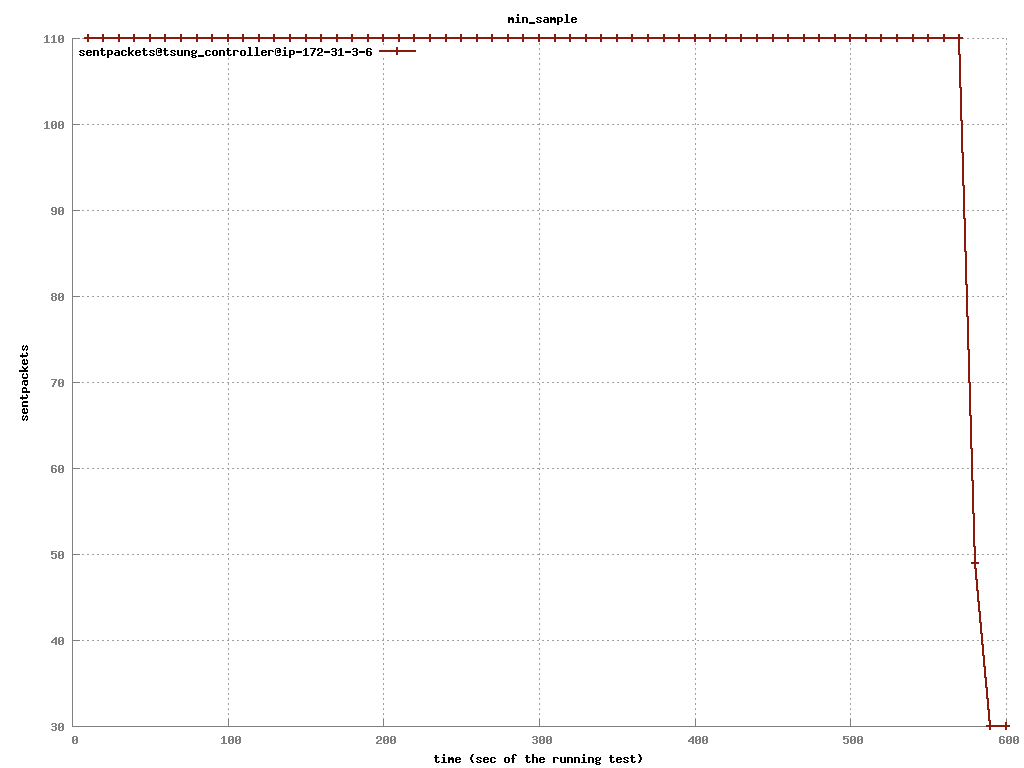 min_sample
110
sentpackets@tsung_controller@ip-172-31-3-6
100
90
80
70
60
50
40
30
sentpackets
0 100 200 300 400 500 600
time (sec of the running test)